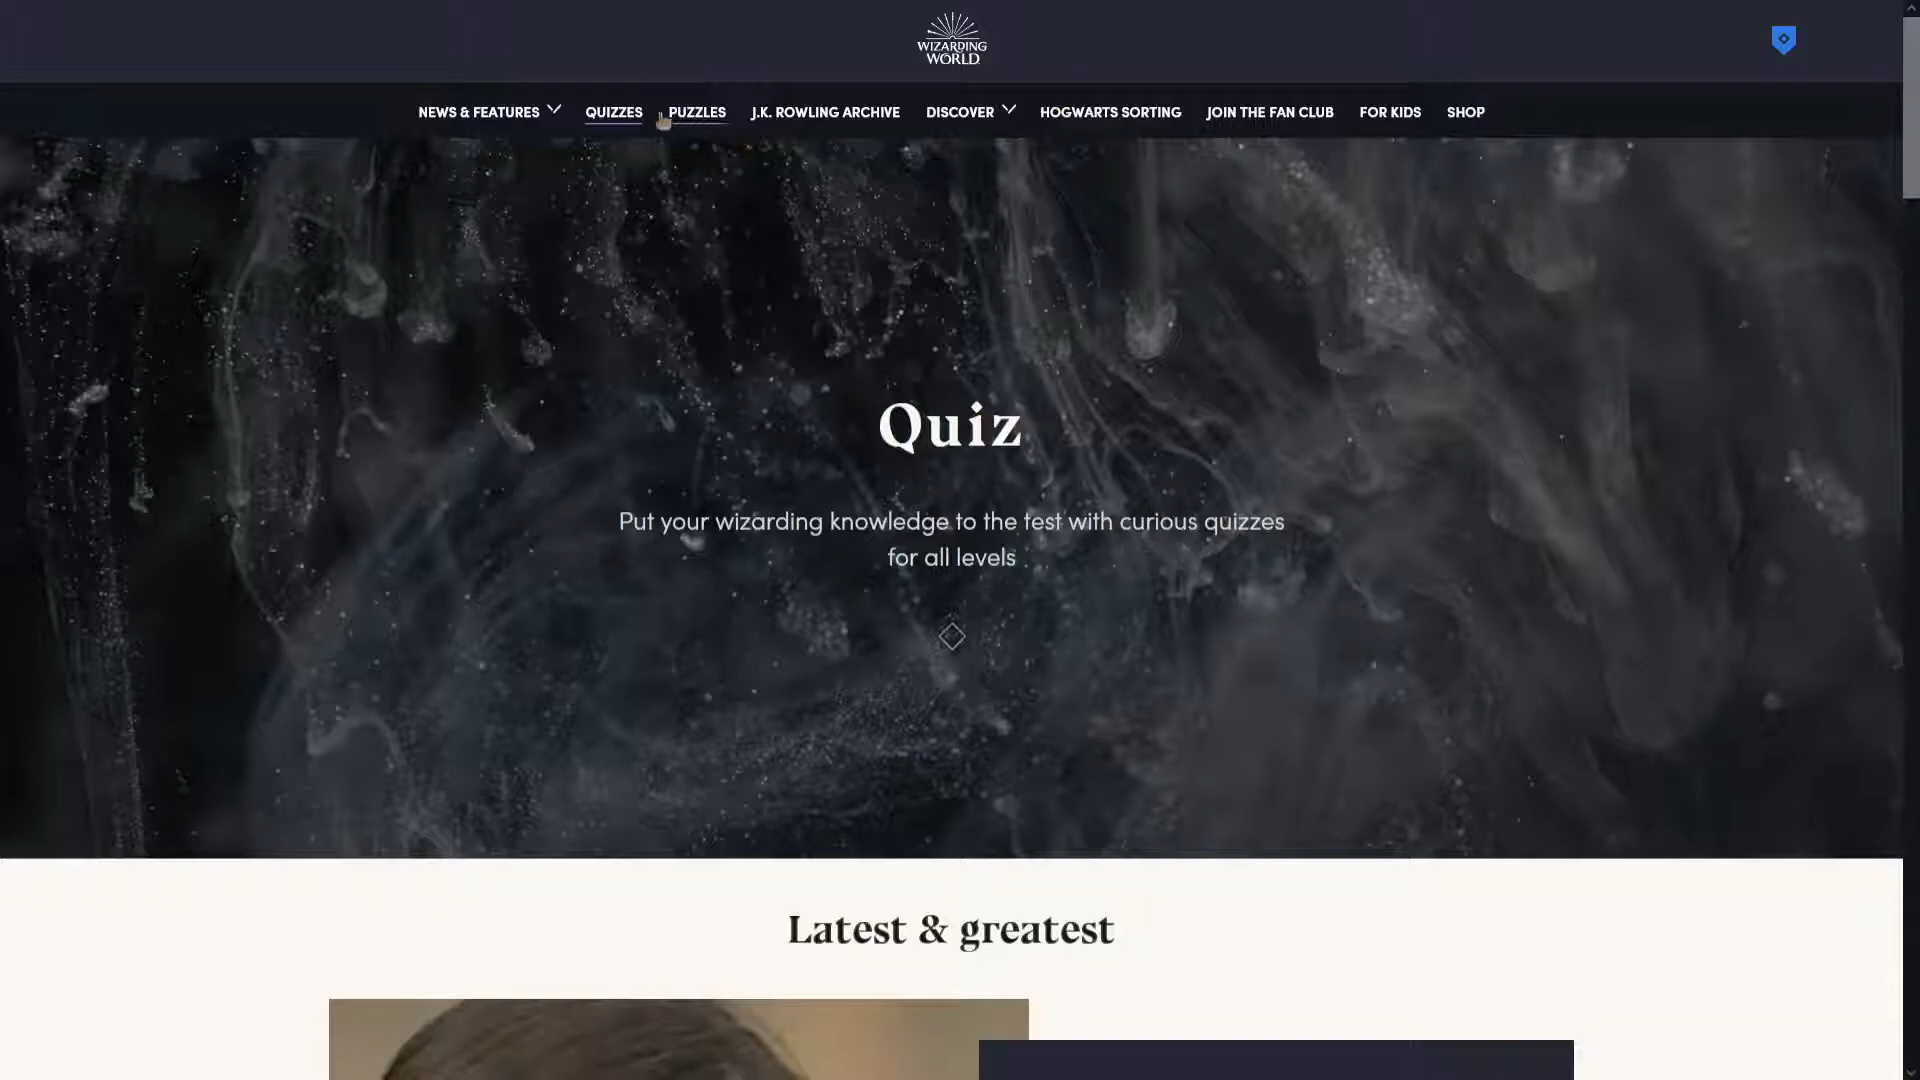 WIZARDING
WORLD
NEWS & FEATURES QUIZZES PUZZLES J.K. ROWLING ARCHIVE DISCOVER HOGWARTS SORTING JOIN THE FAN CLUB FOR KIDS SHOP
Quiz
Put your wizarding knowledge to the test with curious quizzes
for all levels
Latest & greatest